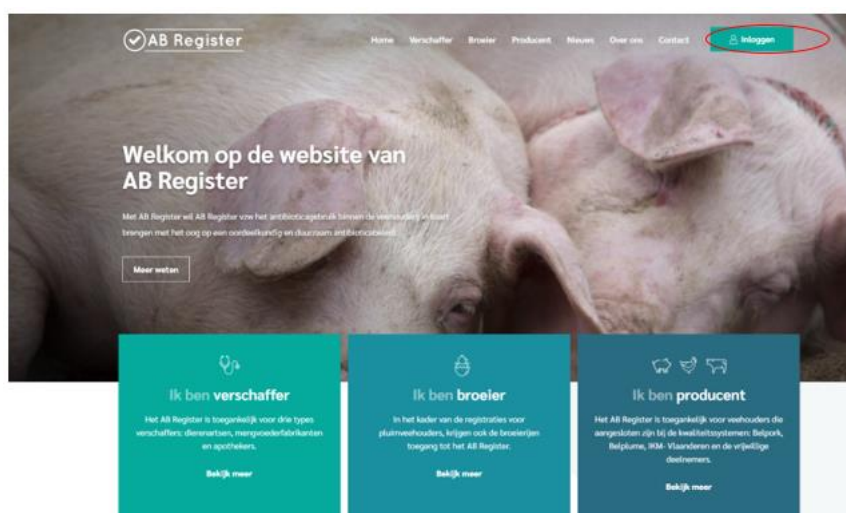 AB Register
Home Verschaffer Broeier Producent Nieuws Over ons Contact Inloggen
Welkom op de website van
AB Register
Met AB Register wil AB Register vzw het antibioticagebruik binnen de veehouderij in kaart
brengen met het oog op een oordeelkundig en duurzaam antibioticabeleid.
Meer weten
Ik ben verschaffer
Het AB Register is toegankelijk voor drie types
verschaffers: dierenartsen, mengvoederfabrikanten
en apothekers.
Bekijk meer
Ik ben broeier
In het kader van de registraties voor
pluimveehouders, krijgen ook de broeierijen
toegang tot het AB Register.
Bekijk meer
Ik ben producent
Het AB Register is toegankelijk voor veehouders die
aangesloten zijn bij de kwaliteitssystemen: Belpork,
Belplume, IKM- Vlaanderen en de vrijwillige
deelnemers.
Bekijk meer